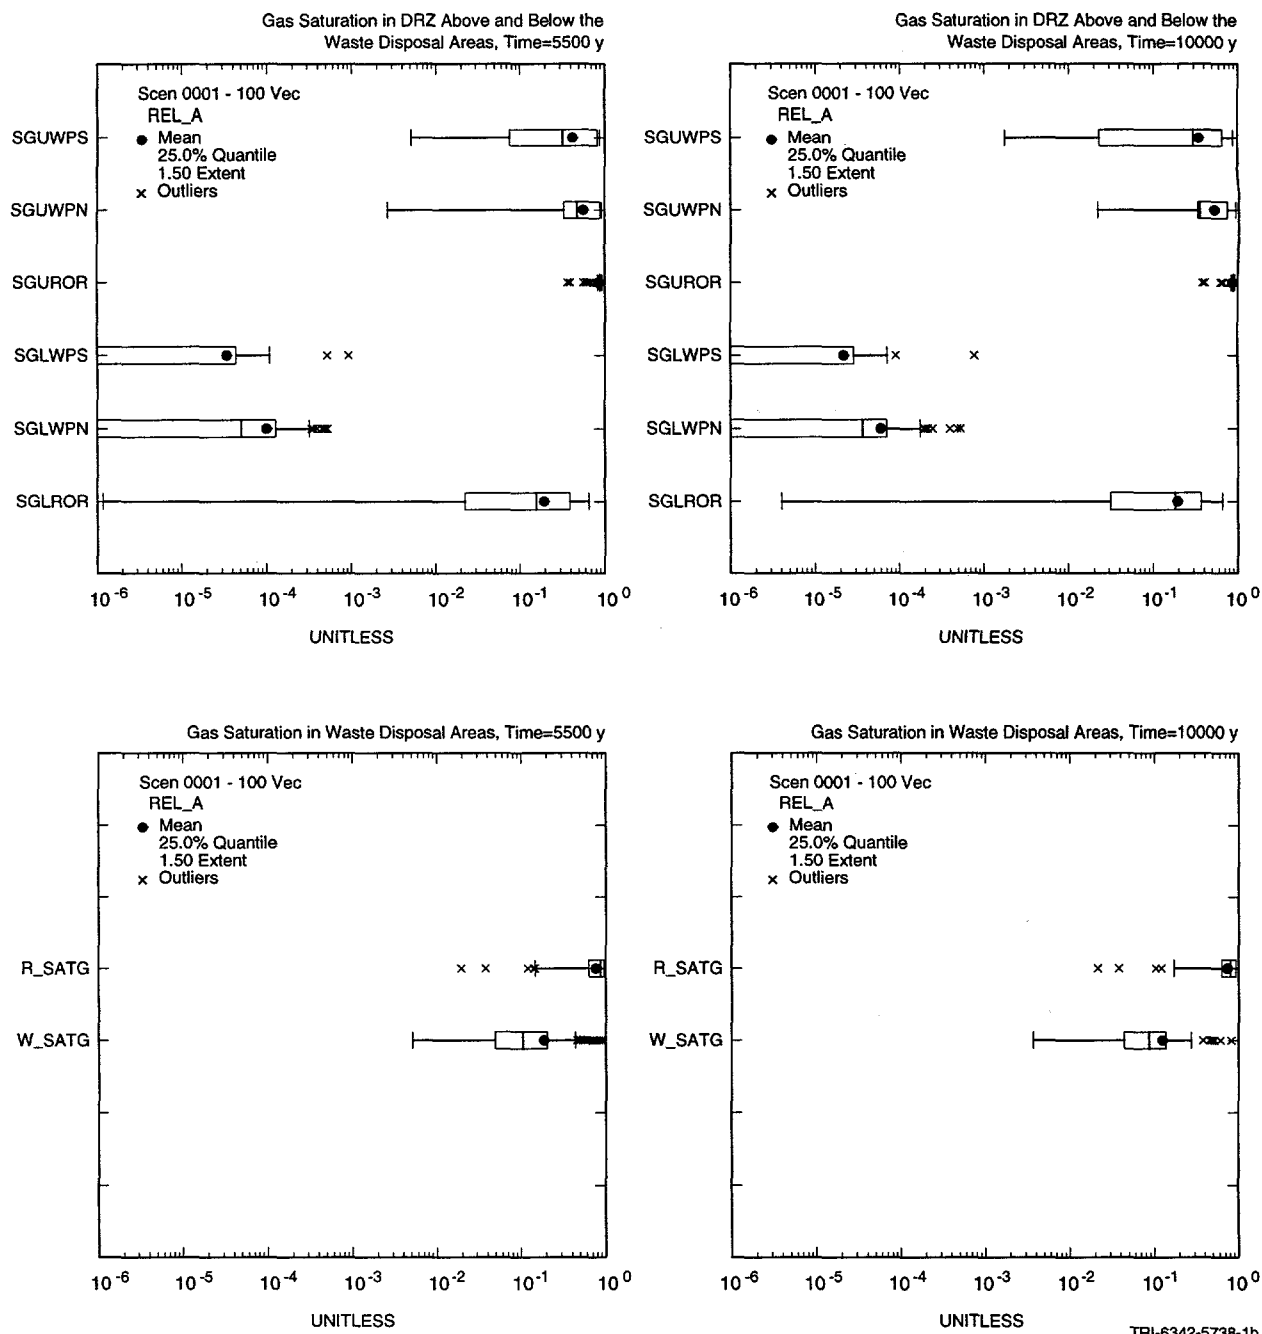 Gas Saturation in DRZ Above and Below the
Waste Disposal Areas, Time=5500 y
Scen 0001 - 100 Vec
REL_A
Mean
25.0% Quantile
1.50 Extent
× Outliers
SGUWPS
SGUWPN
SGUROR
SGLWPS
SGLWPN
SGLROR
10^-6 10^-5 10^-4 10^-3 10^-2 10^-1 10^0
UNITLESS
Gas Saturation in DRZ Above and Below the
Waste Disposal Areas, Time=10000 y
Scen 0001 - 100 Vec
REL_A
Mean
25.0% Quantile
1.50 Extent
× Outliers
SGUWPS
SGUWPN
SGUROR
SGLWPS
SGLWPN
SGLROR
10^-6 10^-5 10^-4 10^-3 10^-2 10^-1 10^0
UNITLESS
Gas Saturation in Waste Disposal Areas, Time=5500 y
Scen 0001 - 100 Vec
REL_A
Mean
25.0% Quantile
1.50 Extent
× Outliers
R_SATG
W_SATG
10^-6 10^-5 10^-4 10^-3 10^-2 10^-1 10^0
UNITLESS
Gas Saturation in Waste Disposal Areas, Time=10000 y
Scen 0001 - 100 Vec
REL_A
Mean
25.0% Quantile
1.50 Extent
× Outliers
R_SATG
W_SATG
10^-6 10^-5 10^-4 10^-3 10^-2 10^-1 10^0
UNITLESS
TRI-6342-5738-1b